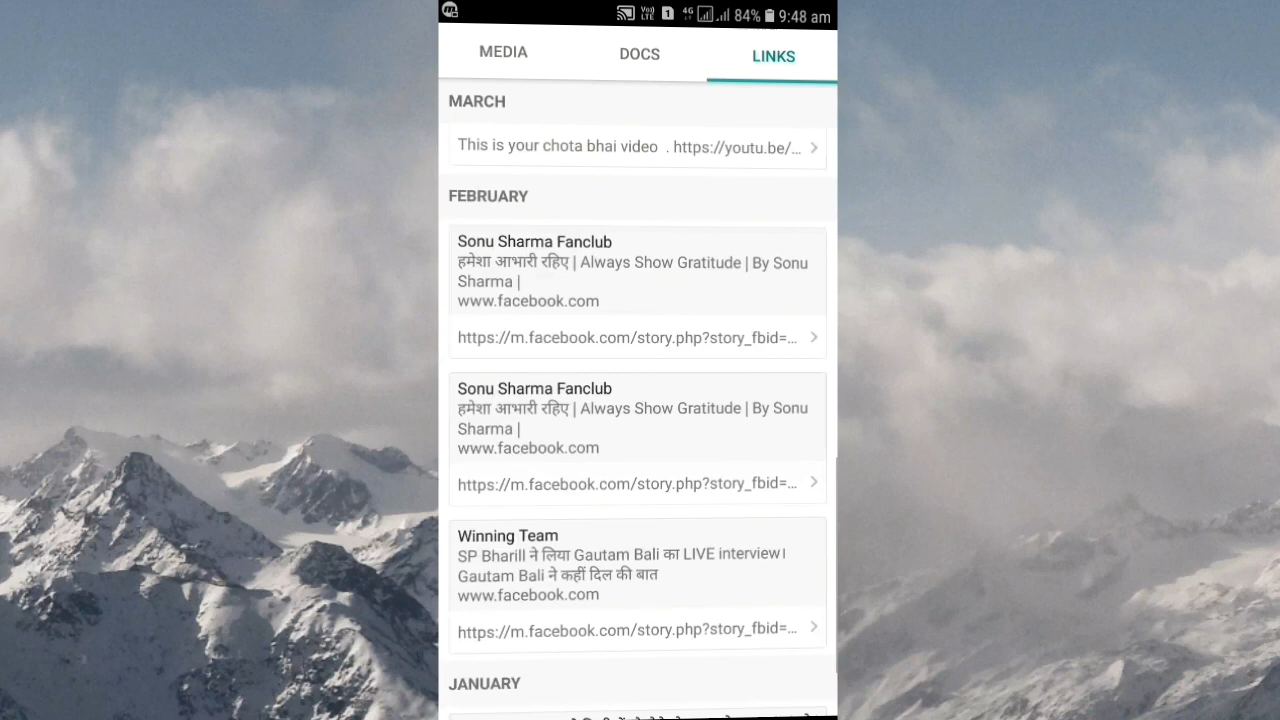 Vo)) LTE 1 4G 84% 9:48 am
MEDIA DOCS LINKS
MARCH
This is your chota bhai video . https://youtu.be/...
FEBRUARY
Sonu Sharma Fanclub
हमेशा आभारी रहिए | Always Show Gratitude | By Sonu
Sharma |
www.facebook.com
https://m.facebook.com/story.php?story_fbid=...
Sonu Sharma Fanclub
हमेशा आभारी रहिए | Always Show Gratitude | By Sonu
Sharma |
www.facebook.com
https://m.facebook.com/story.php?story_fbid=...
Winning Team
SP Bharill ने लिया Gautam Bali का LIVE interview।
Gautam Bali ने कहीं दिल की बात
www.facebook.com
https://m.facebook.com/story.php?story_fbid=...
JANUARY